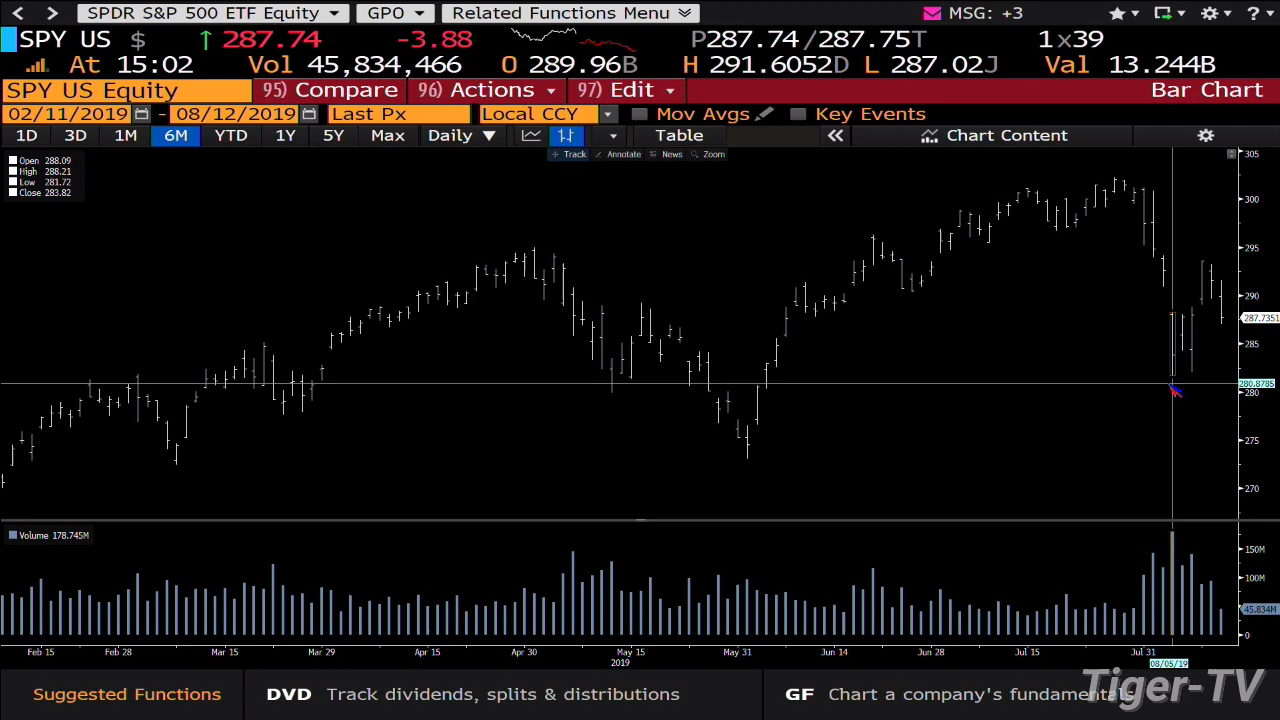 SPDR S&P 500 ETF Equity GPO Related Functions Menu MSG: +3 ?
SPY US $ ↑ 287.74 -3.88 P287.74/287.75T 1x39
At 15:02 Vol 45,834,466 O 289.96B H 291.6052D L 287.02J Val 13.244B
SPY US Equity 95) Compare 96) Actions 97) Edit Bar Chart
02/11/2019 - 08/12/2019 Last Px Local CCY Mov Avgs Key Events
1D 3D 1M 6M YTD 1Y 5Y Max Daily ▼ Table « Chart Content
Track Annotate News Zoom
Open 288.09
High 288.21
Low 281.72
Close 283.82
305
300
295
290
287.7351
285
280.8785
280
275
270
Volume 178.745M
150M
100M
45.834M
0
Feb 15 Feb 28 Mar 15 Mar 29 Apr 15 Apr 30 May 15 May 31 Jun 14 Jun 28 Jul 15 Jul 31
2019 08/05/19
Suggested Functions DVD Track dividends, splits & distributions GF Chart a company's fundamentals
Tiger-TV